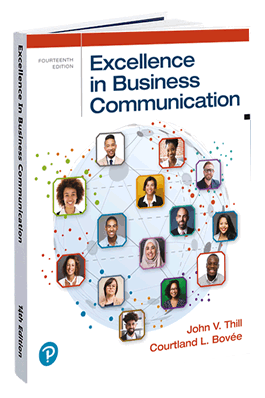 FOURTEENTH
EDITION
Excellence
in Business
Communication
John V. Thill
Courtland L. Bovée
Excellence In Business Communication
14th Edition
P